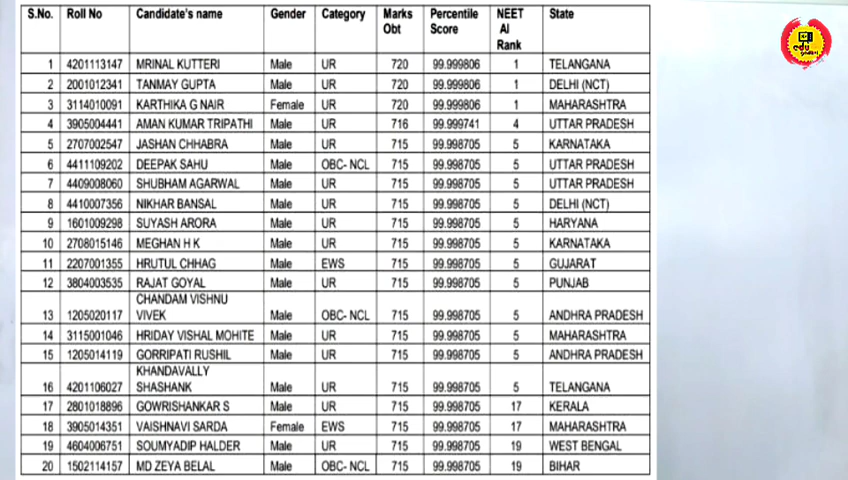 S.No. Roll No Candidate's name Gender Category Marks Obt Percentile Score NEET AI Rank State
1 4201113147 MRINAL KUTTERI Male UR 720 99.999806 1 TELANGANA
2 2001012341 TANMAY GUPTA Male UR 720 99.999806 1 DELHI (NCT)
3 3114010091 KARTHIKA G NAIR Female UR 720 99.999806 1 MAHARASHTRA
4 3905004441 AMAN KUMAR TRIPATHI Male UR 716 99.999741 4 UTTAR PRADESH
5 2707002547 JASHAN CHHABRA Male UR 715 99.998705 5 KARNATAKA
6 4411109202 DEEPAK SAHU Male OBC- NCL 715 99.998705 5 UTTAR PRADESH
7 4409008060 SHUBHAM AGARWAL Male UR 715 99.998705 5 UTTAR PRADESH
8 4410007356 NIKHAR BANSAL Male UR 715 99.998705 5 DELHI (NCT)
9 1601009298 SUYASH ARORA Male UR 715 99.998705 5 HARYANA
10 2708015146 MEGHAN H K Male UR 715 99.998705 5 KARNATAKA
11 2207001355 HRUTUL CHHAG Male EWS 715 99.998705 5 GUJARAT
12 3804003535 RAJAT GOYAL Male UR 715 99.998705 5 PUNJAB
13 1205020117 CHANDAM VISHNU VIVEK Male OBC- NCL 715 99.998705 5 ANDHRA PRADESH
14 3115001046 HRIDAY VISHAL MOHITE Male UR 715 99.998705 5 MAHARASHTRA
15 1205014119 GORRIPATI RUSHIL Male UR 715 99.998705 5 ANDHRA PRADESH
16 4201106027 KHANDAVALLY SHASHANK Male UR 715 99.998705 5 TELANGANA
17 2801018896 GOWRISHANKAR S Male UR 715 99.998705 17 KERALA
18 3905014351 VAISHNAVI SARDA Female EWS 715 99.998705 17 MAHARASHTRA
19 4604006751 SOUMYADIP HALDER Male UR 715 99.998705 19 WEST BENGAL
20 1502114157 MD ZEYA BELAL Male OBC- NCL 715 99.998705 19 BIHAR
edu